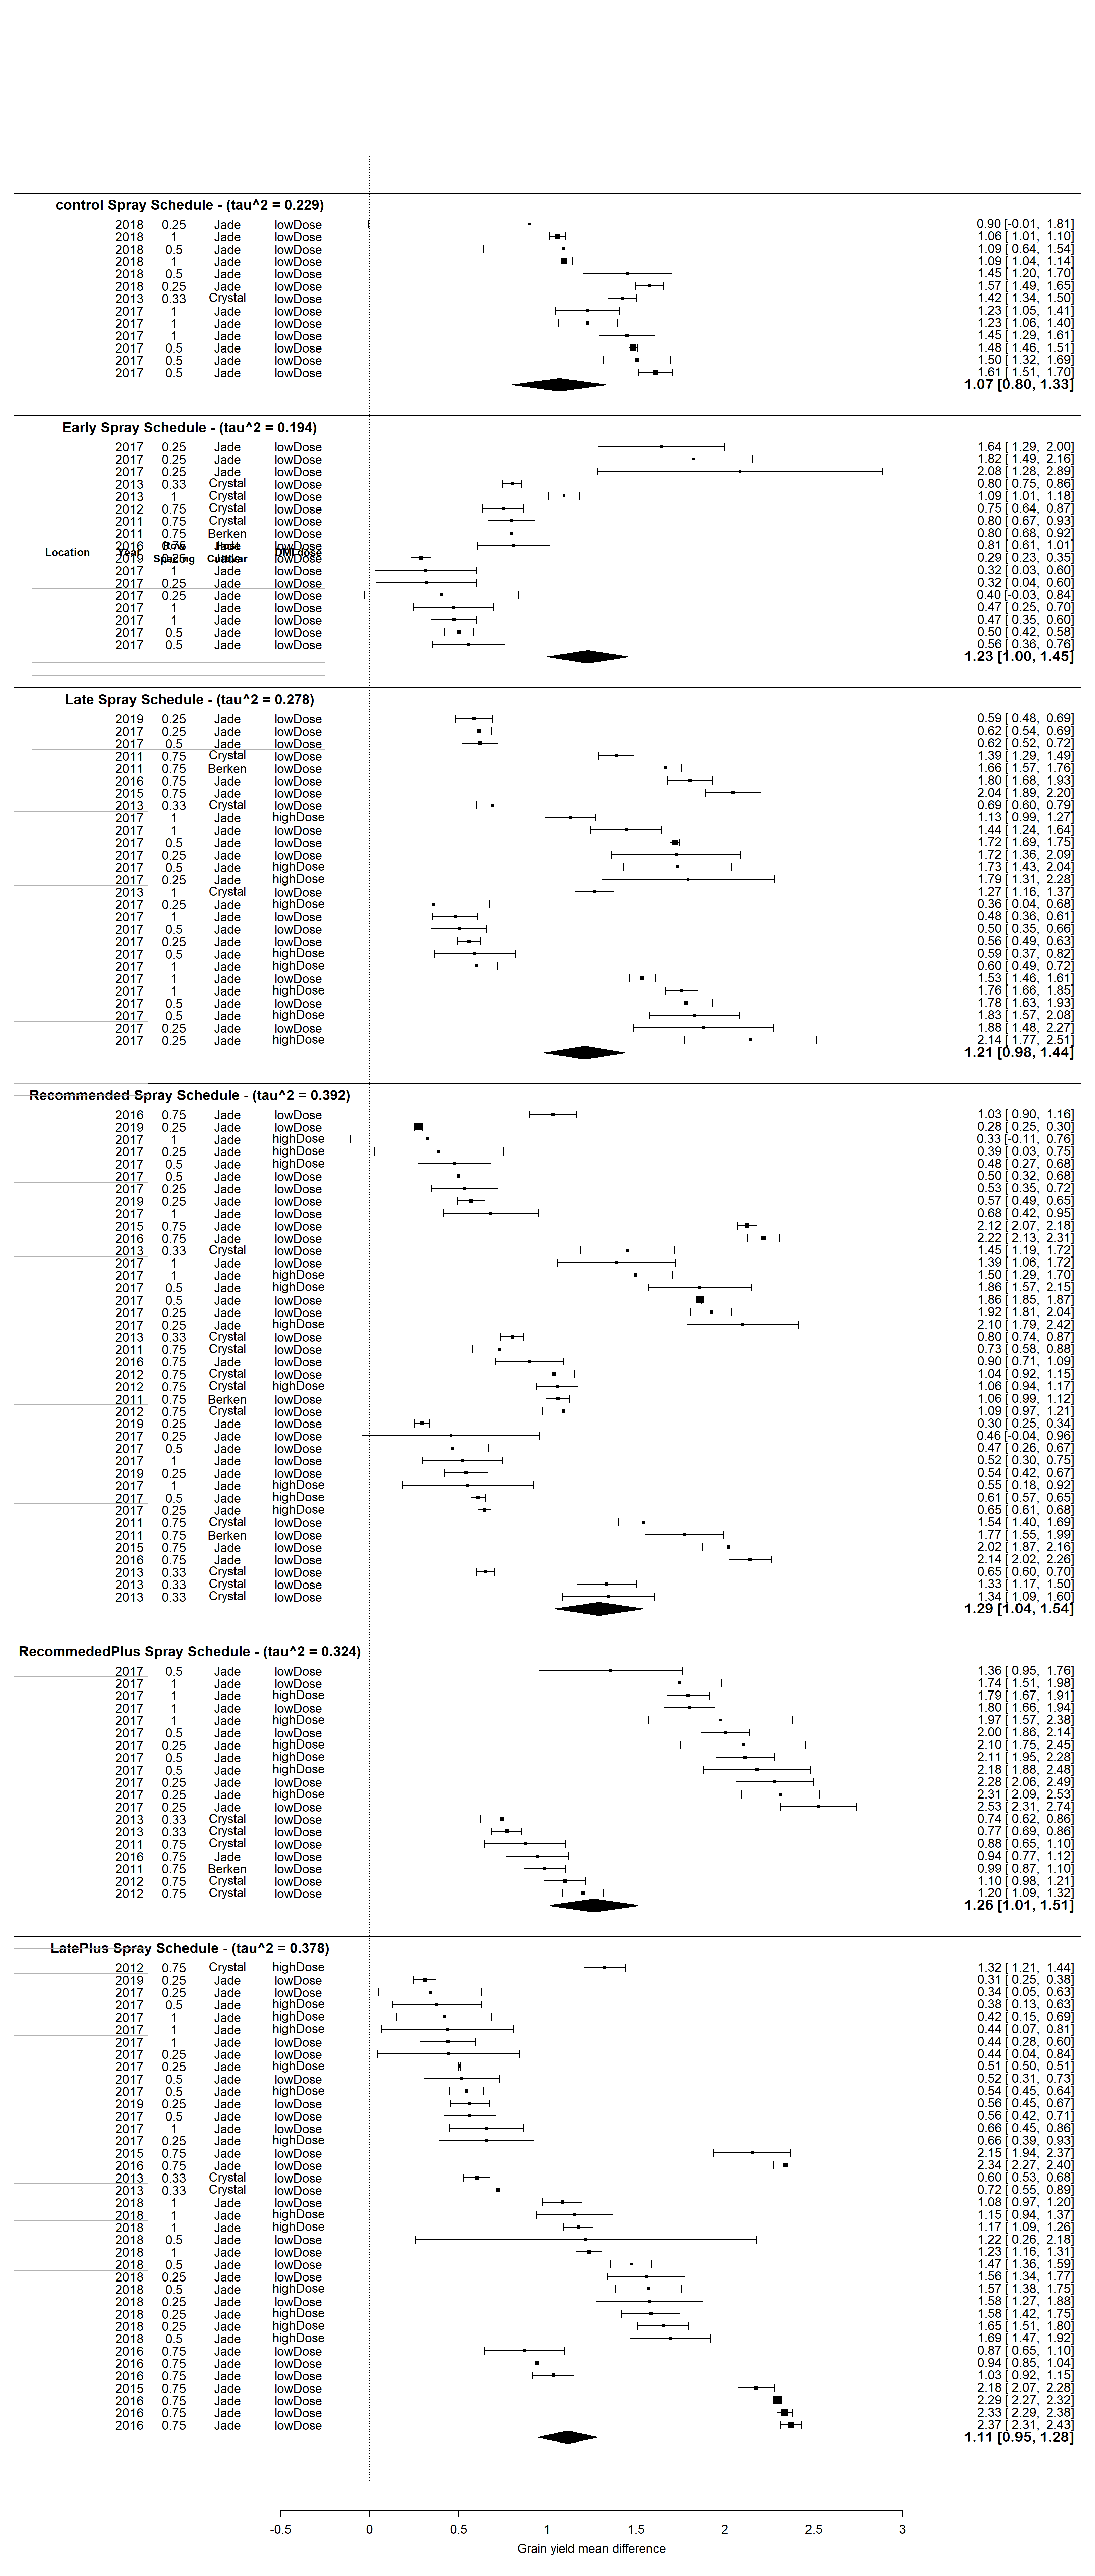 control Spray Schedule - (tau^2 = 0.229)
2018 0.25 Jade lowDose 0.90 [-0.01, 1.81]
2018 1 Jade lowDose 1.06 [ 1.01, 1.10]
2018 0.5 Jade lowDose 1.09 [ 0.64, 1.54]
2018 1 Jade lowDose 1.09 [ 1.04, 1.14]
2018 0.5 Jade lowDose 1.45 [ 1.20, 1.70]
2018 0.25 Jade lowDose 1.57 [ 1.49, 1.65]
2013 0.33 Crystal lowDose 1.42 [ 1.34, 1.50]
2017 1 Jade lowDose 1.23 [ 1.05, 1.41]
2017 1 Jade lowDose 1.23 [ 1.06, 1.40]
2017 1 Jade lowDose 1.45 [ 1.29, 1.61]
2017 0.5 Jade lowDose 1.48 [ 1.46, 1.51]
2017 0.5 Jade lowDose 1.50 [ 1.32, 1.69]
2017 0.5 Jade lowDose 1.61 [ 1.51, 1.70]
1.07 [0.80, 1.33]
Early Spray Schedule - (tau^2 = 0.194)
2017 0.25 Jade lowDose 1.64 [ 1.29, 2.00]
2017 0.25 Jade lowDose 1.82 [ 1.49, 2.16]
2017 0.25 Jade lowDose 2.08 [ 1.28, 2.89]
2013 0.33 Crystal lowDose 0.80 [ 0.75, 0.86]
2013 1 Crystal lowDose 1.09 [ 1.01, 1.18]
2012 0.75 Crystal lowDose 0.75 [ 0.64, 0.87]
2011 0.75 Crystal lowDose 0.80 [ 0.67, 0.93]
2011 0.75 Berken lowDose 0.80 [ 0.68, 0.92]
2016 0.75 Jade lowDose 0.81 [ 0.61, 1.01]
Location Year Row Spacing Host Cultivar DMI dose
2019 0.25 Jade lowDose 0.29 [ 0.23, 0.35]
2017 1 Jade lowDose 0.32 [ 0.03, 0.60]
2017 0.25 Jade lowDose 0.32 [ 0.04, 0.60]
2017 0.25 Jade lowDose 0.40 [-0.03, 0.84]
2017 1 Jade lowDose 0.47 [ 0.25, 0.70]
2017 1 Jade lowDose 0.47 [ 0.35, 0.60]
2017 0.5 Jade lowDose 0.50 [ 0.42, 0.58]
2017 0.5 Jade lowDose 0.56 [ 0.36, 0.76]
1.23 [1.00, 1.45]
Late Spray Schedule - (tau^2 = 0.278)
2019 0.25 Jade lowDose 0.59 [ 0.48, 0.69]
2017 0.25 Jade lowDose 0.62 [ 0.54, 0.69]
2017 0.5 Jade lowDose 0.62 [ 0.52, 0.72]
2011 0.75 Crystal lowDose 1.39 [ 1.29, 1.49]
2011 0.75 Berken lowDose 1.66 [ 1.57, 1.76]
2016 0.75 Jade lowDose 1.80 [ 1.68, 1.93]
2015 0.75 Jade lowDose 2.04 [ 1.89, 2.20]
2013 0.33 Crystal lowDose 0.69 [ 0.60, 0.79]
2017 1 Jade highDose 1.13 [ 0.99, 1.27]
2017 1 Jade lowDose 1.44 [ 1.24, 1.64]
2017 0.5 Jade lowDose 1.72 [ 1.69, 1.75]
2017 0.25 Jade lowDose 1.72 [ 1.36, 2.09]
2017 0.5 Jade highDose 1.73 [ 1.43, 2.04]
2017 0.25 Jade highDose 1.79 [ 1.31, 2.28]
2013 1 Crystal lowDose 1.27 [ 1.16, 1.37]
2017 0.25 Jade highDose 0.36 [ 0.04, 0.68]
2017 1 Jade lowDose 0.48 [ 0.36, 0.61]
2017 0.5 Jade lowDose 0.50 [ 0.35, 0.66]
2017 0.25 Jade lowDose 0.56 [ 0.49, 0.63]
2017 0.5 Jade highDose 0.59 [ 0.37, 0.82]
2017 1 Jade highDose 0.60 [ 0.49, 0.72]
2017 1 Jade lowDose 1.53 [ 1.46, 1.61]
2017 1 Jade highDose 1.76 [ 1.66, 1.85]
2017 0.5 Jade lowDose 1.78 [ 1.63, 1.93]
2017 0.5 Jade highDose 1.83 [ 1.57, 2.08]
2017 0.25 Jade lowDose 1.88 [ 1.48, 2.27]
2017 0.25 Jade highDose 2.14 [ 1.77, 2.51]
1.21 [0.98, 1.44]
Recommended Spray Schedule - (tau^2 = 0.392)
2016 0.75 Jade lowDose 1.03 [ 0.90, 1.16]
2019 0.25 Jade lowDose 0.28 [ 0.25, 0.30]
2017 1 Jade highDose 0.33 [-0.11, 0.76]
2017 0.25 Jade highDose 0.39 [ 0.03, 0.75]
2017 0.5 Jade highDose 0.48 [ 0.27, 0.68]
2017 0.5 Jade lowDose 0.50 [ 0.32, 0.68]
2017 0.25 Jade lowDose 0.53 [ 0.35, 0.72]
2019 0.25 Jade lowDose 0.57 [ 0.49, 0.65]
2017 1 Jade lowDose 0.68 [ 0.42, 0.95]
2015 0.75 Jade lowDose 2.12 [ 2.07, 2.18]
2016 0.75 Jade lowDose 2.22 [ 2.13, 2.31]
2013 0.33 Crystal lowDose 1.45 [ 1.19, 1.72]
2017 1 Jade lowDose 1.39 [ 1.06, 1.72]
2017 1 Jade highDose 1.50 [ 1.29, 1.70]
2017 0.5 Jade highDose 1.86 [ 1.57, 2.15]
2017 0.5 Jade lowDose 1.86 [ 1.85, 1.87]
2017 0.25 Jade lowDose 1.92 [ 1.81, 2.04]
2017 0.25 Jade highDose 2.10 [ 1.79, 2.42]
2013 0.33 Crystal lowDose 0.80 [ 0.74, 0.87]
2011 0.75 Crystal lowDose 0.73 [ 0.58, 0.88]
2016 0.75 Jade lowDose 0.90 [ 0.71, 1.09]
2012 0.75 Crystal lowDose 1.04 [ 0.92, 1.15]
2012 0.75 Crystal highDose 1.06 [ 0.94, 1.17]
2011 0.75 Berken lowDose 1.06 [ 0.99, 1.12]
2012 0.75 Crystal lowDose 1.09 [ 0.97, 1.21]
2019 0.25 Jade lowDose 0.30 [ 0.25, 0.34]
2017 0.25 Jade lowDose 0.46 [-0.04, 0.96]
2017 0.5 Jade lowDose 0.47 [ 0.26, 0.67]
2017 1 Jade lowDose 0.52 [ 0.30, 0.75]
2019 0.25 Jade lowDose 0.54 [ 0.42, 0.67]
2017 1 Jade highDose 0.55 [ 0.18, 0.92]
2017 0.5 Jade highDose 0.61 [ 0.57, 0.65]
2017 0.25 Jade highDose 0.65 [ 0.61, 0.68]
2011 0.75 Crystal lowDose 1.54 [ 1.40, 1.69]
2011 0.75 Berken lowDose 1.77 [ 1.55, 1.99]
2015 0.75 Jade lowDose 2.02 [ 1.87, 2.16]
2016 0.75 Jade lowDose 2.14 [ 2.02, 2.26]
2013 0.33 Crystal lowDose 0.65 [ 0.60, 0.70]
2013 0.33 Crystal lowDose 1.33 [ 1.17, 1.50]
2013 0.33 Crystal lowDose 1.34 [ 1.09, 1.60]
1.29 [1.04, 1.54]
RecommededPlus Spray Schedule - (tau^2 = 0.324)
2017 0.5 Jade lowDose 1.36 [ 0.95, 1.76]
2017 1 Jade lowDose 1.74 [ 1.51, 1.98]
2017 1 Jade highDose 1.79 [ 1.67, 1.91]
2017 1 Jade lowDose 1.80 [ 1.66, 1.94]
2017 1 Jade highDose 1.97 [ 1.57, 2.38]
2017 0.5 Jade lowDose 2.00 [ 1.86, 2.14]
2017 0.25 Jade highDose 2.10 [ 1.75, 2.45]
2017 0.5 Jade highDose 2.11 [ 1.95, 2.28]
2017 0.5 Jade highDose 2.18 [ 1.88, 2.48]
2017 0.25 Jade lowDose 2.28 [ 2.06, 2.49]
2017 0.25 Jade highDose 2.31 [ 2.09, 2.53]
2017 0.25 Jade lowDose 2.53 [ 2.31, 2.74]
2013 0.33 Crystal lowDose 0.74 [ 0.62, 0.86]
2013 0.33 Crystal lowDose 0.77 [ 0.69, 0.86]
2011 0.75 Crystal lowDose 0.88 [ 0.65, 1.10]
2016 0.75 Jade lowDose 0.94 [ 0.77, 1.12]
2011 0.75 Berken lowDose 0.99 [ 0.87, 1.10]
2012 0.75 Crystal lowDose 1.10 [ 0.98, 1.21]
2012 0.75 Crystal lowDose 1.20 [ 1.09, 1.32]
1.26 [1.01, 1.51]
LatePlus Spray Schedule - (tau^2 = 0.378)
2012 0.75 Crystal highDose 1.32 [ 1.21, 1.44]
2019 0.25 Jade lowDose 0.31 [ 0.25, 0.38]
2017 0.25 Jade lowDose 0.34 [ 0.05, 0.63]
2017 0.5 Jade highDose 0.38 [ 0.13, 0.63]
2017 1 Jade highDose 0.42 [ 0.15, 0.69]
2017 1 Jade highDose 0.44 [ 0.07, 0.81]
2017 1 Jade lowDose 0.44 [ 0.28, 0.60]
2017 0.25 Jade lowDose 0.44 [ 0.04, 0.84]
2017 0.25 Jade highDose 0.51 [ 0.50, 0.51]
2017 0.5 Jade lowDose 0.52 [ 0.31, 0.73]
2017 0.5 Jade highDose 0.54 [ 0.45, 0.64]
2019 0.25 Jade lowDose 0.56 [ 0.45, 0.67]
2017 0.5 Jade lowDose 0.56 [ 0.42, 0.71]
2017 1 Jade lowDose 0.66 [ 0.45, 0.86]
2017 0.25 Jade highDose 0.66 [ 0.39, 0.93]
2015 0.75 Jade lowDose 2.15 [ 1.94, 2.37]
2016 0.75 Jade lowDose 2.34 [ 2.27, 2.40]
2013 0.33 Crystal lowDose 0.60 [ 0.53, 0.68]
2013 0.33 Crystal lowDose 0.72 [ 0.55, 0.89]
2018 1 Jade lowDose 1.08 [ 0.97, 1.20]
2018 1 Jade highDose 1.15 [ 0.94, 1.37]
2018 1 Jade highDose 1.17 [ 1.09, 1.26]
2018 0.5 Jade lowDose 1.22 [ 0.26, 2.18]
2018 1 Jade lowDose 1.23 [ 1.16, 1.31]
2018 0.5 Jade lowDose 1.47 [ 1.36, 1.59]
2018 0.25 Jade lowDose 1.56 [ 1.34, 1.77]
2018 0.5 Jade highDose 1.57 [ 1.38, 1.75]
2018 0.25 Jade lowDose 1.58 [ 1.27, 1.88]
2018 0.25 Jade highDose 1.58 [ 1.42, 1.75]
2018 0.25 Jade highDose 1.65 [ 1.51, 1.80]
2018 0.5 Jade highDose 1.69 [ 1.47, 1.92]
2016 0.75 Jade lowDose 0.87 [ 0.65, 1.10]
2016 0.75 Jade lowDose 0.94 [ 0.85, 1.04]
2016 0.75 Jade lowDose 1.03 [ 0.92, 1.15]
2015 0.75 Jade lowDose 2.18 [ 2.07, 2.28]
2016 0.75 Jade lowDose 2.29 [ 2.27, 2.32]
2016 0.75 Jade lowDose 2.33 [ 2.29, 2.38]
2016 0.75 Jade lowDose 2.37 [ 2.31, 2.43]
1.11 [0.95, 1.28]
-0.5 0 0.5 1 1.5 2 2.5 3
Grain yield mean difference